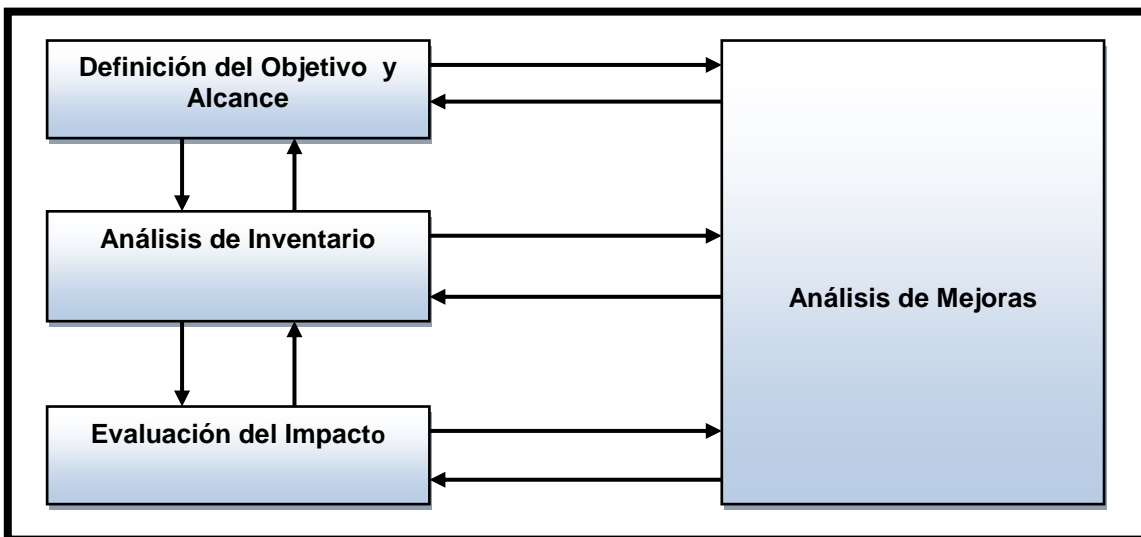 Definición del Objetivo y
Alcance
Análisis de Inventario
Análisis de Mejoras
Evaluación del Impacto